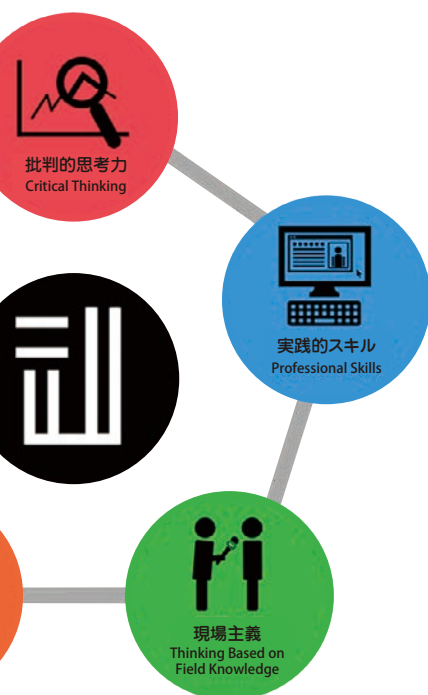 批判的思考力
Critical Thinking
実践的スキル
Professional Skills
現場主義
Thinking Based on
Field Knowledge